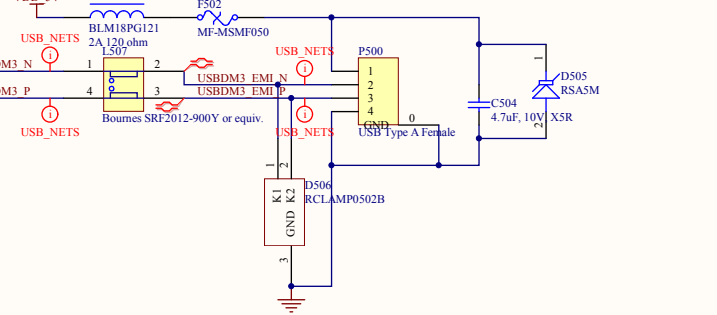 F502
BLM18PG121
2A 120 ohm
MF-MSMF050
USB_NETS
L507
USB_NETS
P500
DM3_N
1
2
USBDM3_EMI_N
1
2
3
4
GND
0
USB Type A Female
DM3_P
4
3
USBDM3_EMI_P
Bournes SRF2012-900Y or equiv.
USB_NETS
USB_NETS
C504
4.7uF, 10V, X5R
1
D505
RSA5M
2
1
2
K1
K2
GND
D506
RCLAMP0502B
3